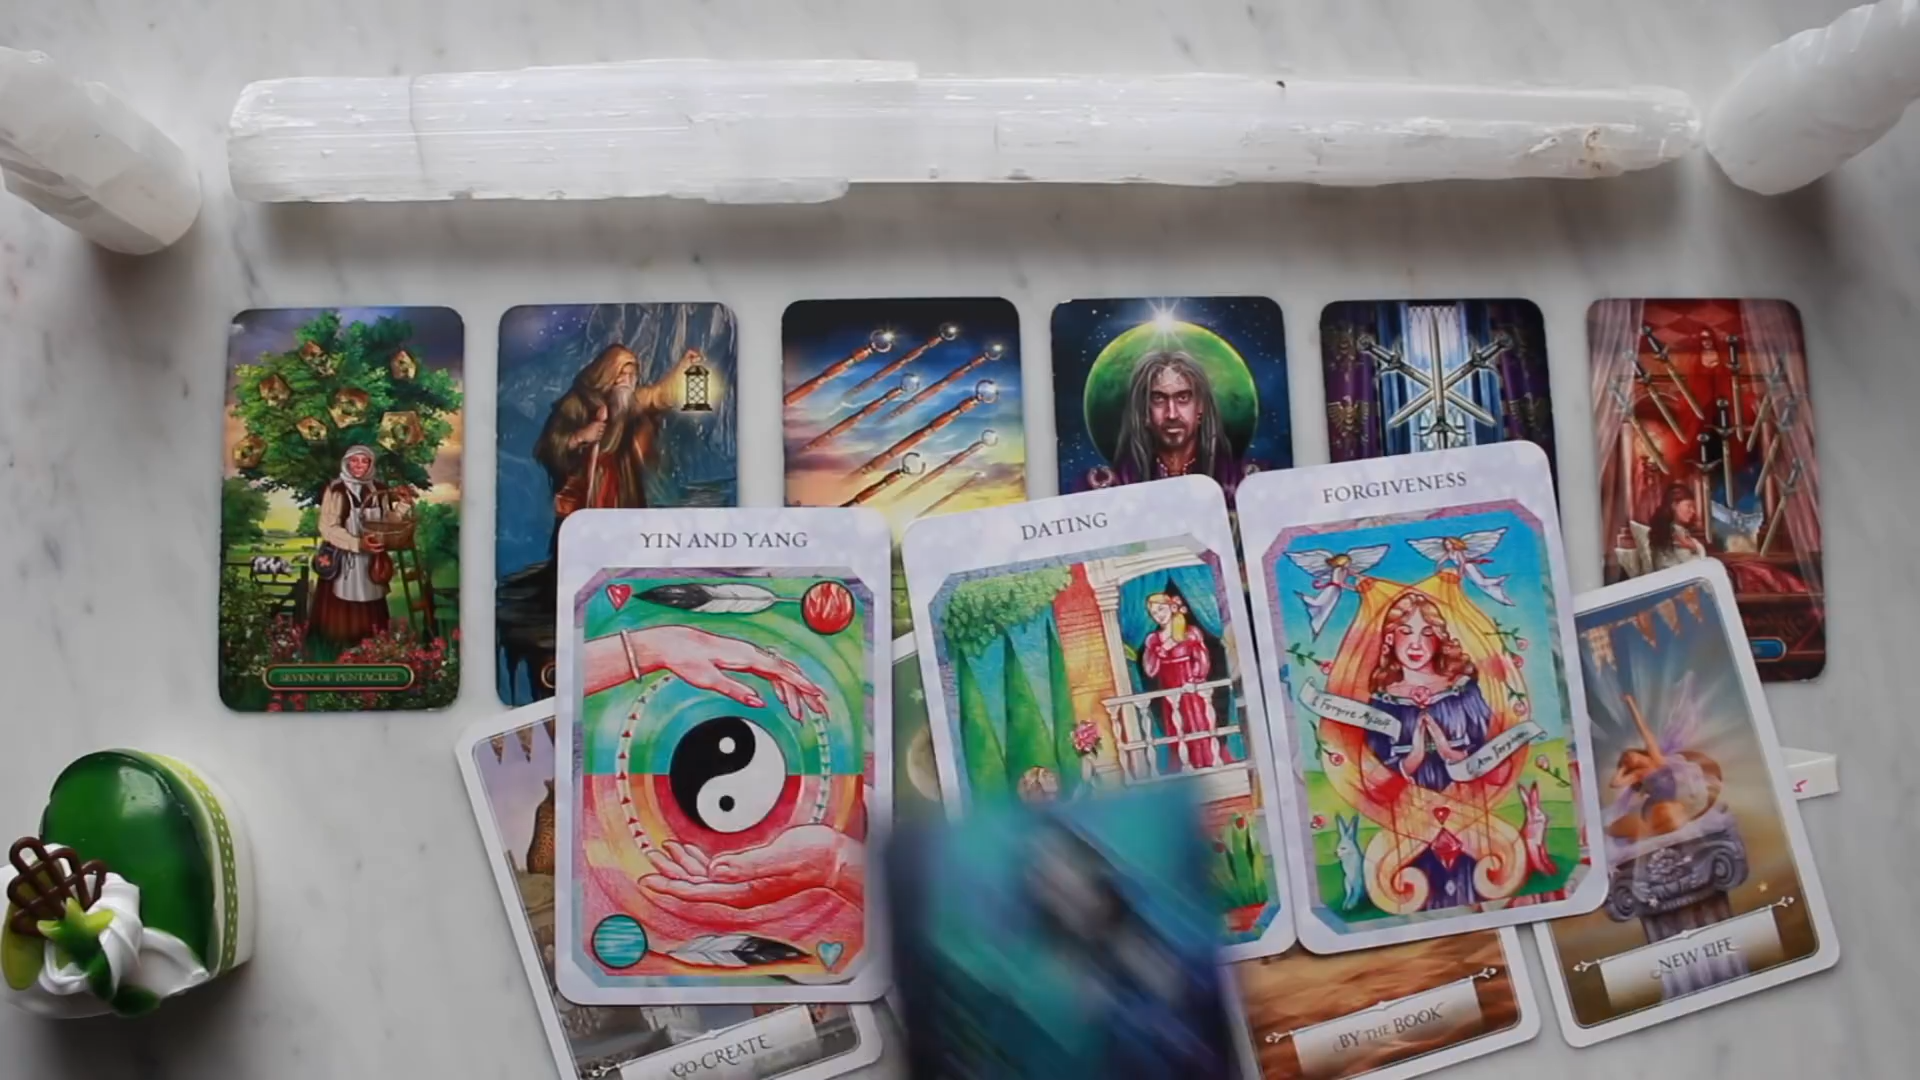 SEVEN OF PENTACLES
YIN AND YANG
DATING
FORGIVENESS
I Forgive Myself
I Am Forgiven
CO-CREATE
BY THE BOOK
NEW LIFE